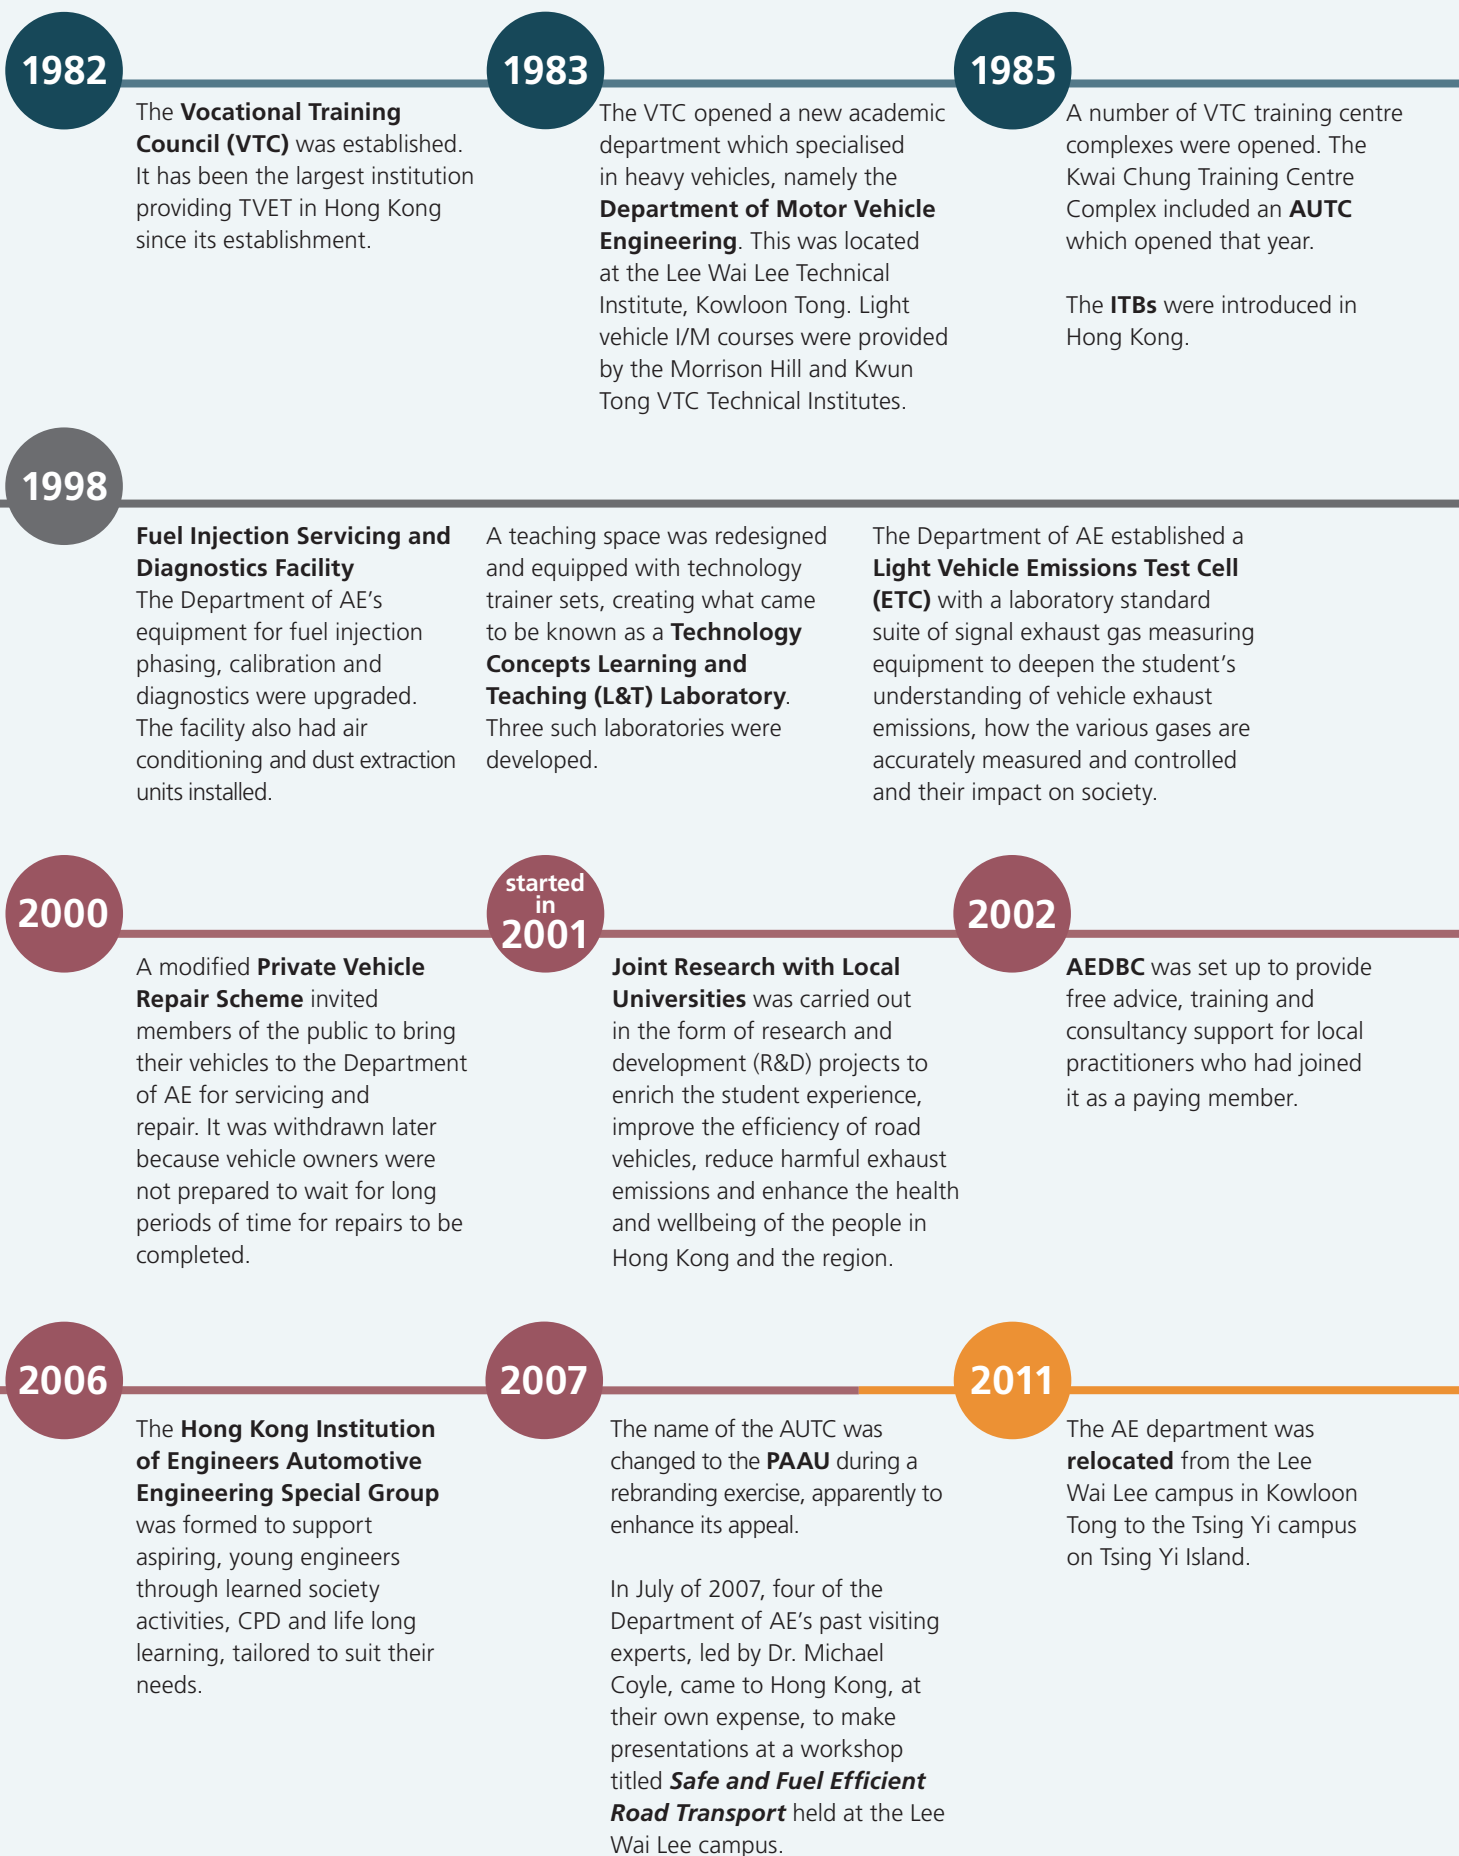 1982
The Vocational Training
Council (VTC) was established.
It has been the largest institution
providing TVET in Hong Kong
since its establishment.
1983
The VTC opened a new academic
department which specialised
in heavy vehicles, namely the
Department of Motor Vehicle
Engineering. This was located
at the Lee Wai Lee Technical
Institute, Kowloon Tong. Light
vehicle I/M courses were provided
by the Morrison Hill and Kwun
Tong VTC Technical Institutes.
1985
A number of VTC training centre
complexes were opened. The
Kwai Chung Training Centre
Complex included an AUTC
which opened that year.
The ITBs were introduced in
Hong Kong.
1998
Fuel Injection Servicing and
Diagnostics Facility
The Department of AE's
equipment for fuel injection
phasing, calibration and
diagnostics were upgraded.
The facility also had air
conditioning and dust extraction
units installed.
A teaching space was redesigned
and equipped with technology
trainer sets, creating what came
to be known as a Technology
Concepts Learning and
Teaching (L&T) Laboratory.
Three such laboratories were
developed.
The Department of AE established a
Light Vehicle Emissions Test Cell
(ETC) with a laboratory standard
suite of signal exhaust gas measuring
equipment to deepen the student's
understanding of vehicle exhaust
emissions, how the various gases are
accurately measured and controlled
and their impact on society.
2000
A modified Private Vehicle
Repair Scheme invited
members of the public to bring
their vehicles to the Department
of AE for servicing and
repair. It was withdrawn later
because vehicle owners were
not prepared to wait for long
periods of time for repairs to be
completed.
started
in
2001
Joint Research with Local
Universities was carried out
in the form of research and
development (R&D) projects to
enrich the student experience,
improve the efficiency of road
vehicles, reduce harmful exhaust
emissions and enhance the health
and wellbeing of the people in
Hong Kong and the region.
2002
AEDBC was set up to provide
free advice, training and
consultancy support for local
practitioners who had joined
it as a paying member.
2006
The Hong Kong Institution
of Engineers Automotive
Engineering Special Group
was formed to support
aspiring, young engineers
through learned society
activities, CPD and life long
learning, tailored to suit their
needs.
2007
The name of the AUTC was
changed to the PAAU during a
rebranding exercise, apparently to
enhance its appeal.
In July of 2007, four of the
Department of AE's past visiting
experts, led by Dr. Michael
Coyle, came to Hong Kong, at
their own expense, to make
presentations at a workshop
titled Safe and Fuel Efficient
Road Transport held at the Lee
Wai Lee campus.
2011
The AE department was
relocated from the Lee
Wai Lee campus in Kowloon
Tong to the Tsing Yi campus
on Tsing Yi Island.